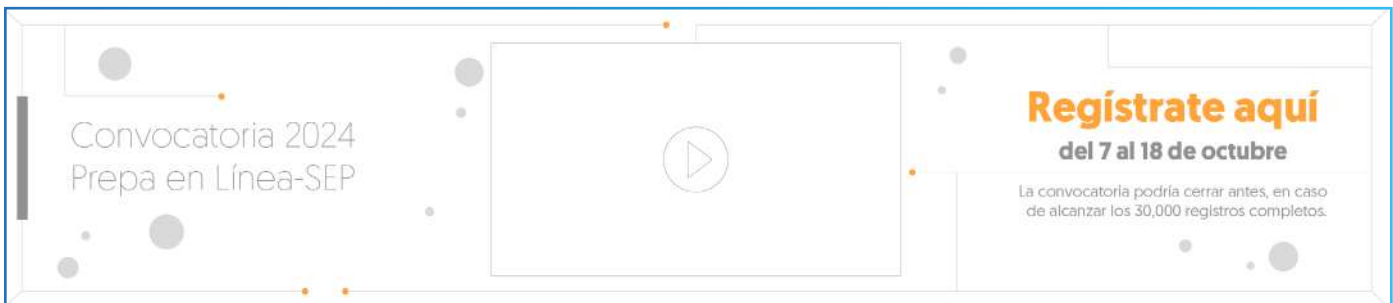 Convocatoria 2024
Prepa en Línea-SEP
Regístrate aquí
del 7 al 18 de octubre
La convocatoria podría cerrar antes, en caso
de alcanzar los 30,000 registros completos.